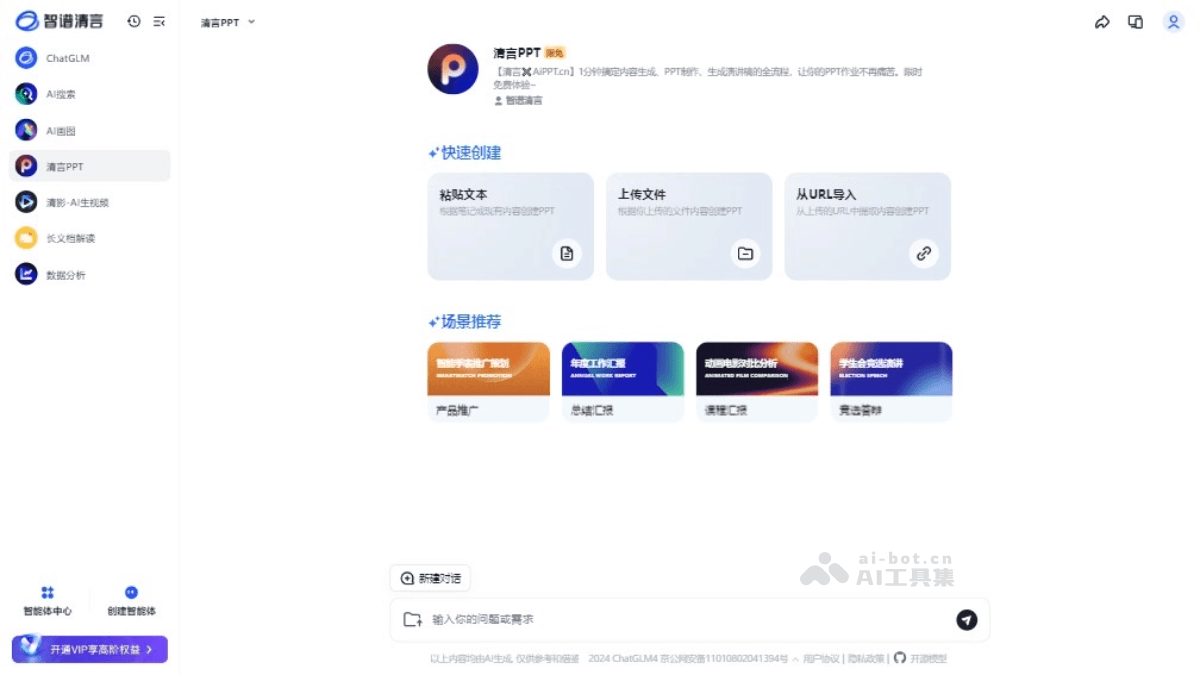 智谱清言
清言PPT
ChatGLM
AI搜索
AI画图
清言PPT
清影-AI生视频
长文档解读
数据分析
清言PPT 限免
【清言✖AiPPT.cn】1分钟搞定内容生成、PPT制作、生成演讲稿的全流程，让你的PPT作业不再痛苦。限时
免费体验~
智谱清言
快速创建
粘贴文本
根据笔记或现有内容创建PPT
上传文件
根据你上传的文件内容创建PPT
从URL导入
从上传的URL中提取内容创建PPT
场景推荐
智能手表推广策划
SMARTWATCH PROMOTION
产品推广
年度工作汇报
ANNUAL WORK REPORT
总结汇报
动画电影对比分析
ANIMATED FILM COMPARISON
课程汇报
学生会竞选演讲
ELECTION SPEECH
竞选答辩
ai-bot.cn
AI工具集
新建对话
输入你的问题或需求
智能体中心
创建智能体
开通VIP享高阶权益
以上内容均由AI生成, 仅供参考和借鉴 2024 ChatGLM4 京公网安备11010802041394号 用户协议 | 隐私政策 | 开源模型